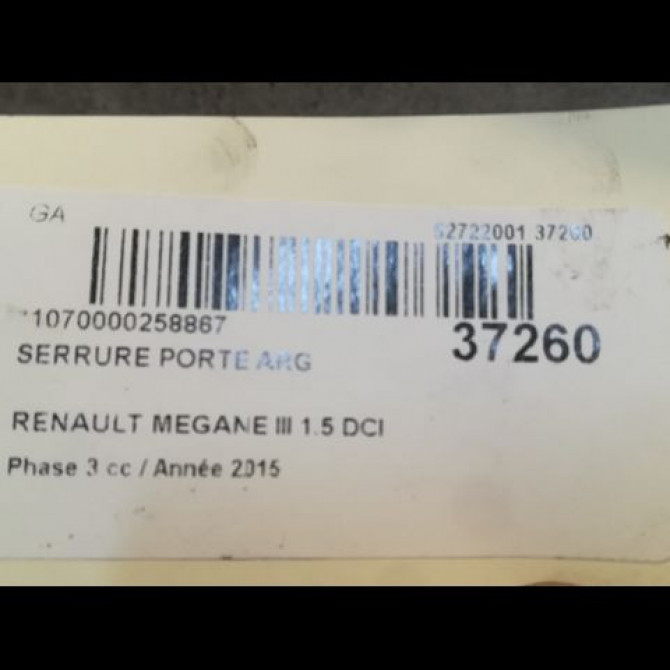 GA
52722001 37260
1070000258867
37260
SERRURE PORTE ARG
RENAULT MEGANE III 1.5 DCI
Phase 3 cc / Année 2015